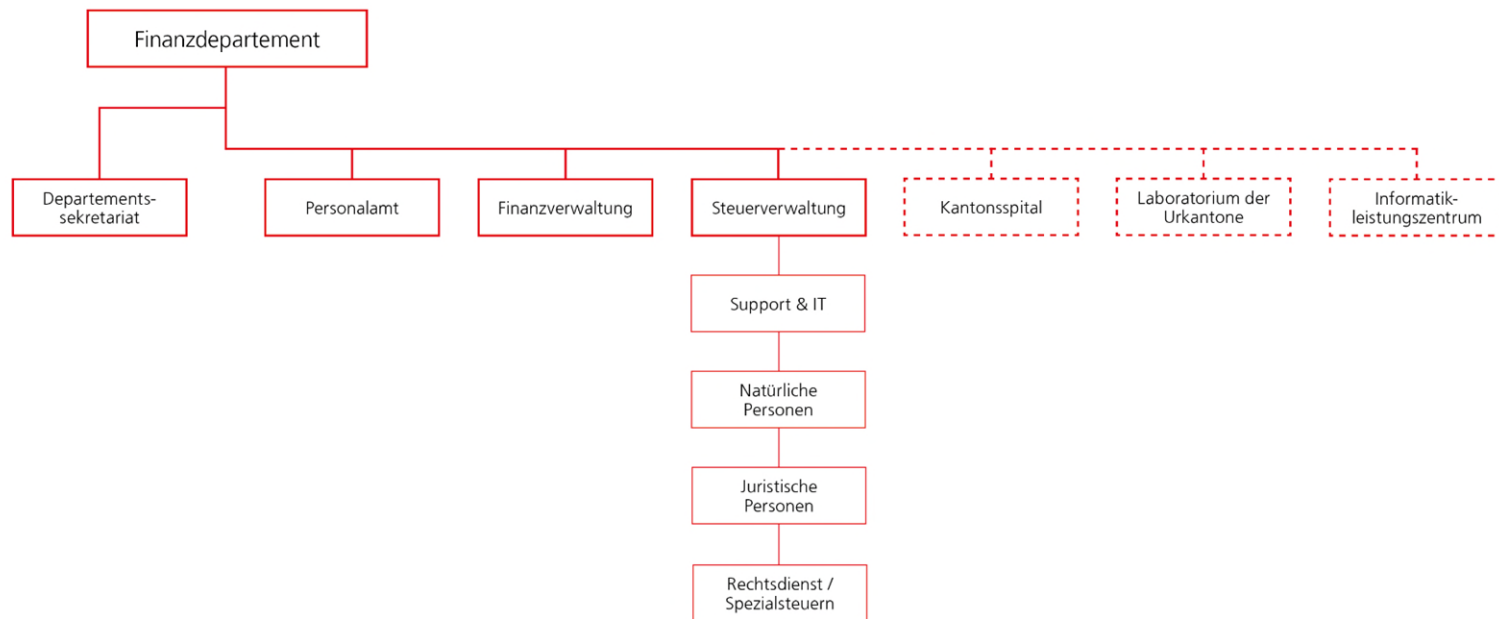 Finanzdepartement
Departements-
sekretariat
Personalamt
Finanzverwaltung
Steuerverwaltung
Kantonsspital
Laboratorium der
Urkantone
Informatik-
leistungszentrum
Support & IT
Natürliche
Personen
Juristische
Personen
Rechtsdienst /
Spezialsteuern